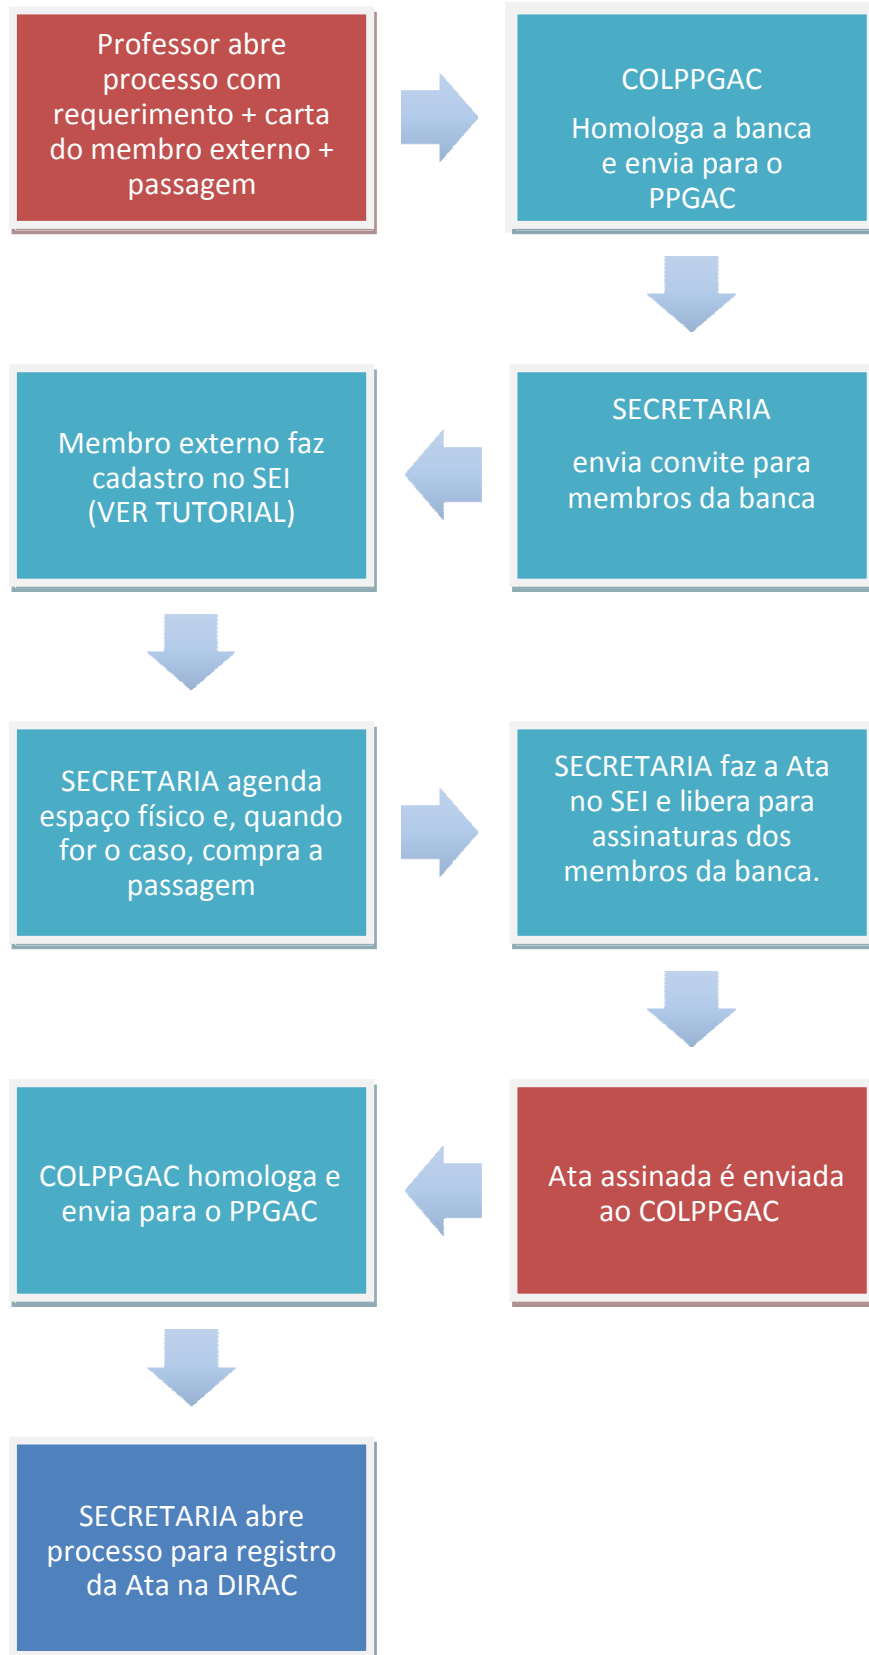 Professor abre
processo com
requerimento + carta
do membro externo +
passagem
COLPPGAC
Homologa a banca
e envia para o
PPGAC
SECRETARIA
envia convite para
membros da banca
Membro externo faz
cadastro no SEI
(VER TUTORIAL)
SECRETARIA agenda
espaço físico e, quando
for o caso, compra a
passagem
SECRETARIA faz a Ata
no SEI e libera para
assinaturas dos
membros da banca.
Ata assinada é enviada
ao COLPPGAC
COLPPGAC homologa e
envia para o PPGAC
SECRETARIA abre
processo para registro
da Ata na DIRAC